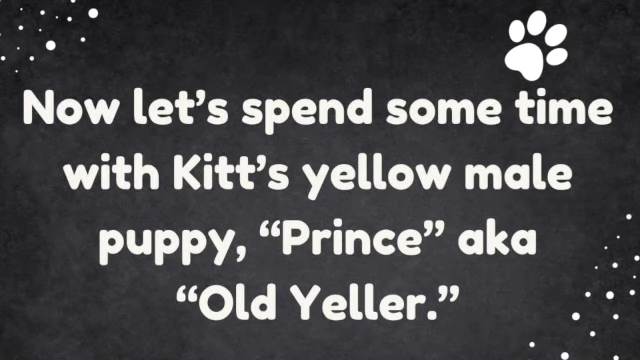 Now let’s spend some time
with Kitt’s yellow male
puppy, “Prince” aka
“Old Yeller.”